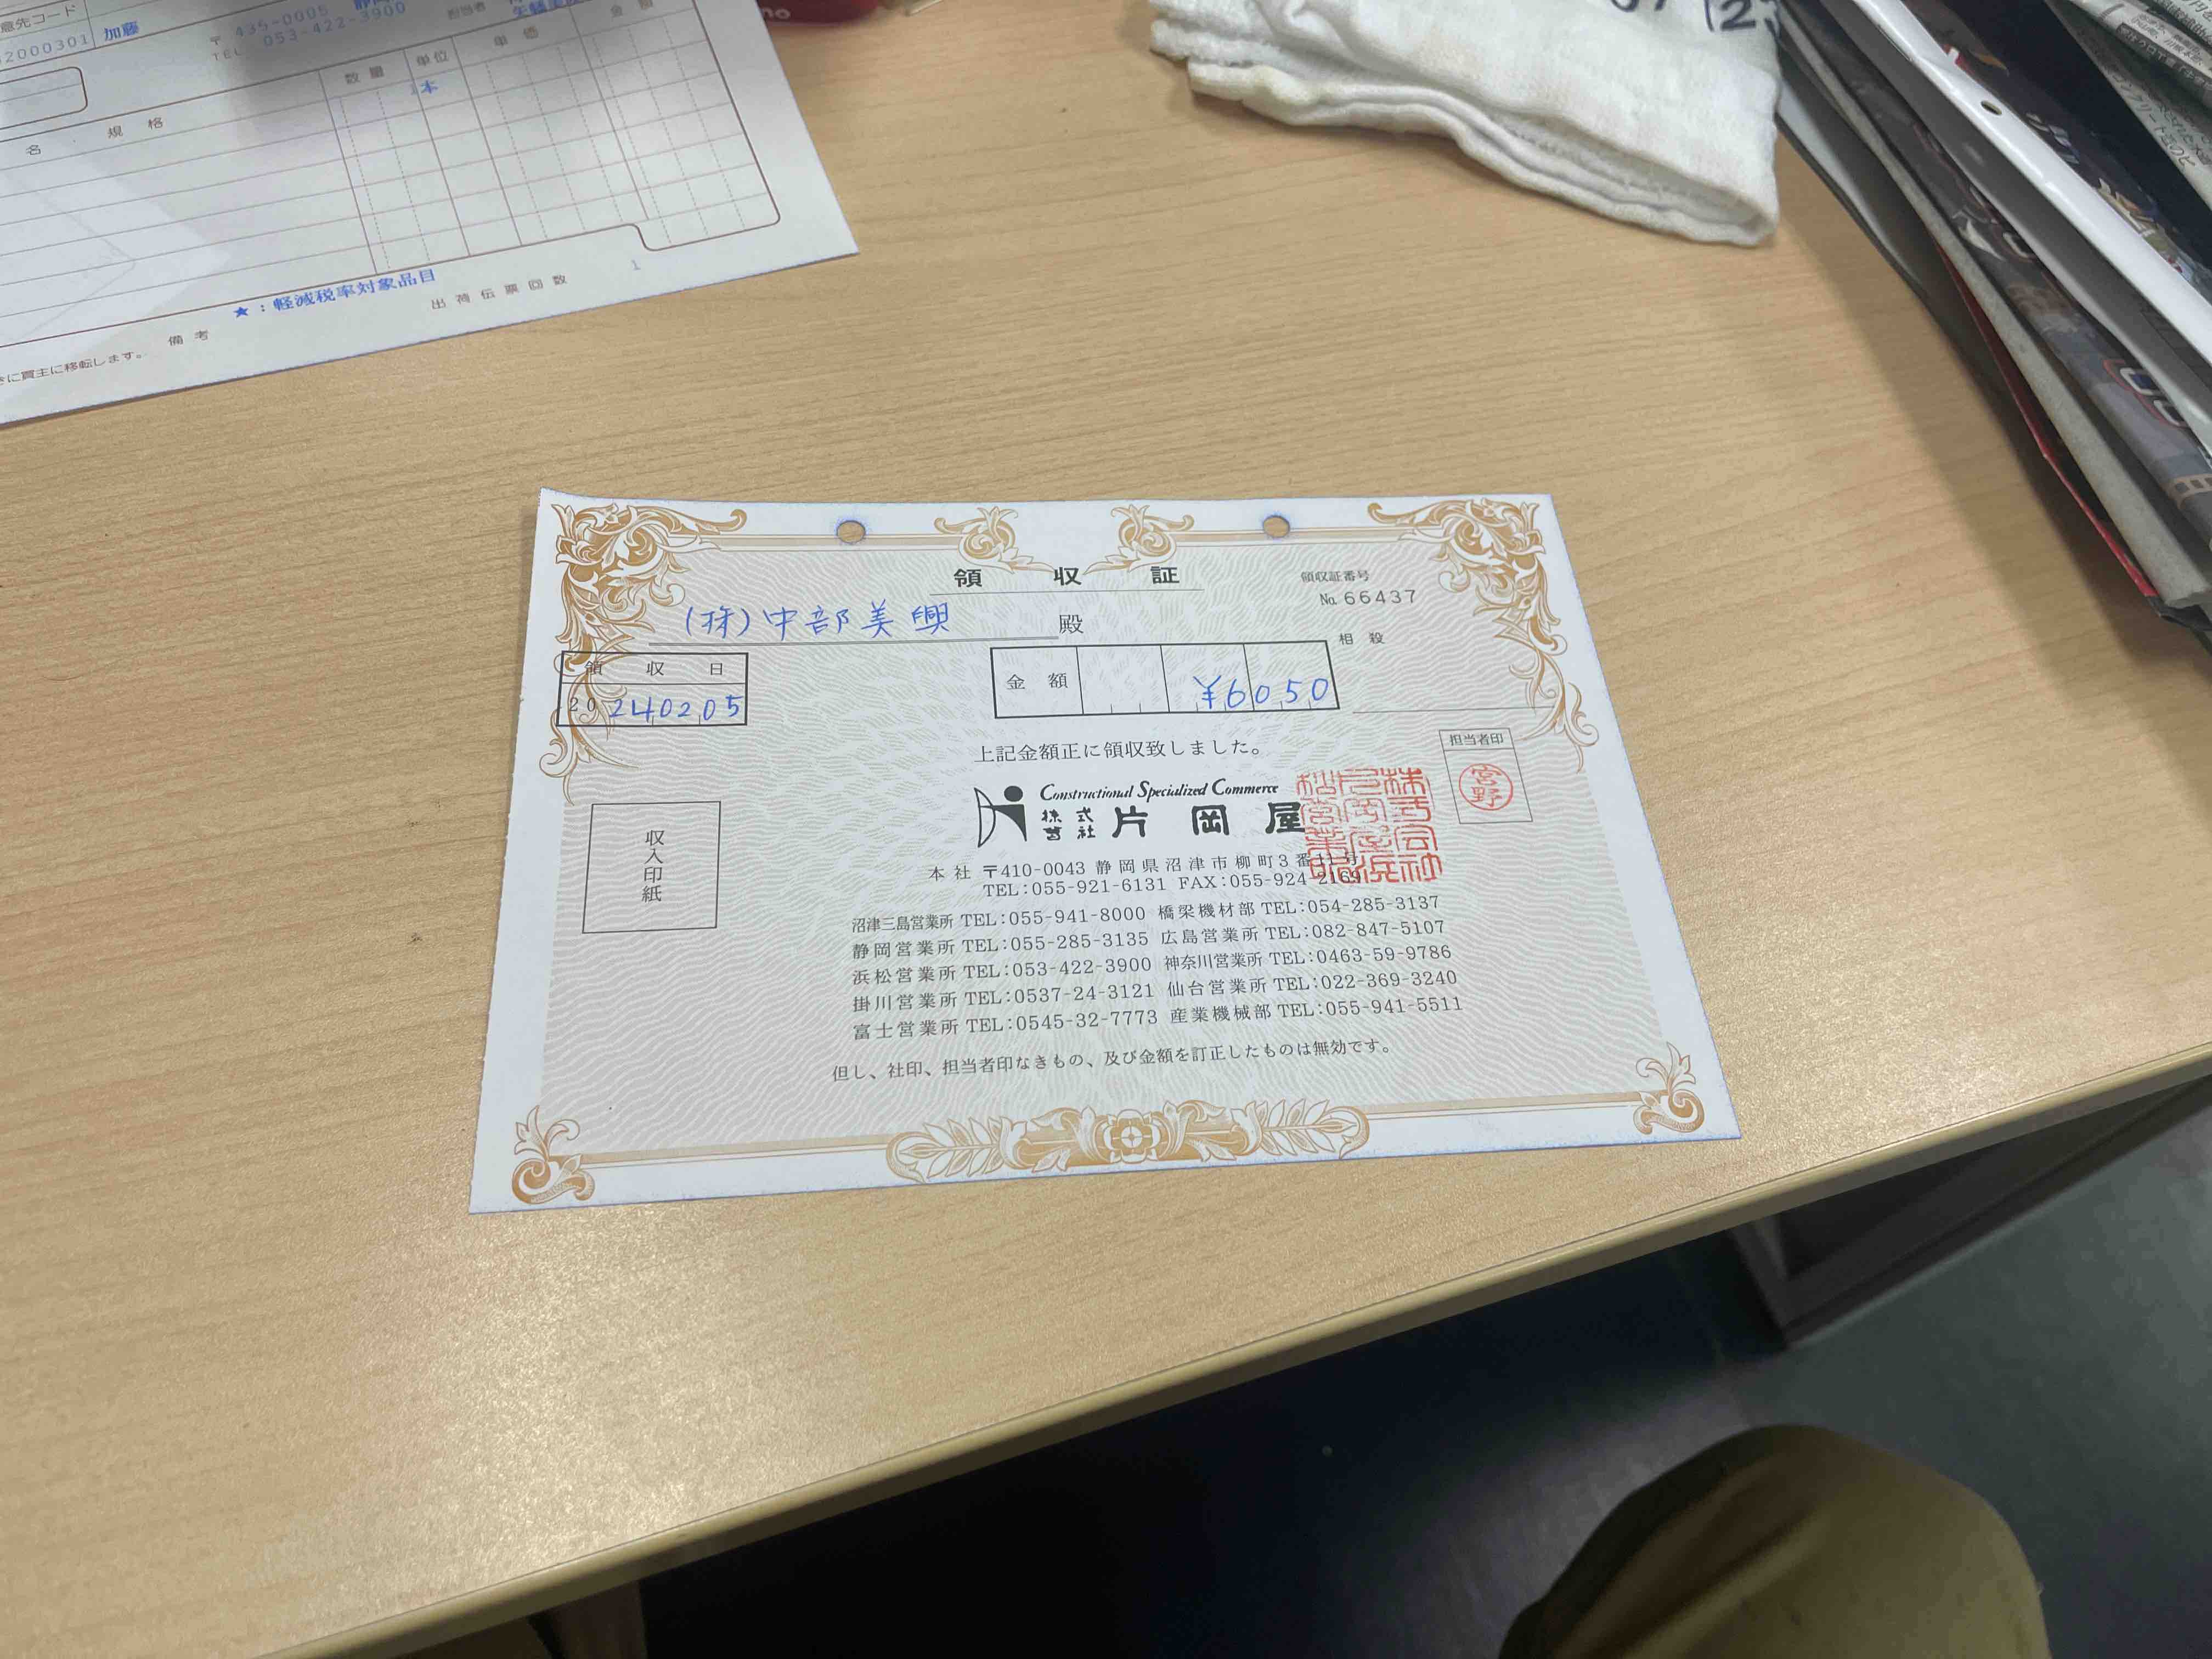 意先コード
2000301 加藤
〒 435-0005
TEL 053-422-3900
担当者
数量 単位 単価 金額
1本
名 規格
★：軽減税率対象品目
出荷伝票回数 1
備考
きに買主に移転します。
領収証
領収証番号
№66437
(株)中部美興 殿
相殺
領収日
20240205
金額 ¥6050
上記金額正に領収致しました。
担当者印
宮野
Constructional Specialized Commerce
株式会社 片岡屋
株式会社片岡屋浜松営業所
収入印紙
本社 〒410-0043 静岡県沼津市柳町3番11号
TEL:055-921-6131 FAX:055-924-2169
沼津三島営業所 TEL:055-941-8000 橋梁機材部 TEL:054-285-3137
静岡営業所 TEL:055-285-3135 広島営業所 TEL:082-847-5107
浜松営業所 TEL:053-422-3900 神奈川営業所 TEL:0463-59-9786
掛川営業所 TEL:0537-24-3121 仙台営業所 TEL:022-369-3240
富士営業所 TEL:0545-32-7773 産業機械部 TEL:055-941-5511
但し、社印、担当者印なきもの、及び金額を訂正したものは無効です。